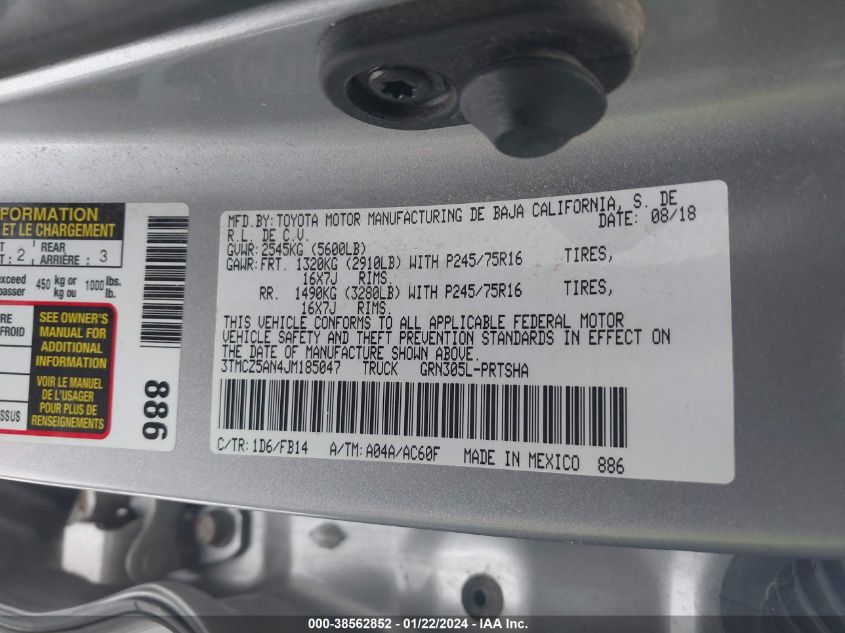 FORMATION
ET LE CHARGEMENT
T : 2 REAR ARRIÈRE : 3
exceed 450 kg or 1000 lbs.
passer kg ou lb.
SEE OWNER'S
MANUAL FOR
ADDITIONAL
INFORMATION
VOIR LE MANUEL
DE L'USAGER
POUR PLUS DE
RENSEIGNEMENTS
RE
FROID
SSUS
886
MFD.BY: TOYOTA MOTOR MANUFACTURING DE BAJA CALIFORNIA, S. DE
R.L. DE C.V. DATE: 08/18
GVWR: 2545KG (5600LB)
GAWR: FRT. 1320KG (2910LB) WITH P245/75R16 TIRES,
16X7J RIMS.
RR. 1490KG (3280LB) WITH P245/75R16 TIRES,
16X7J RIMS.
THIS VEHICLE CONFORMS TO ALL APPLICABLE FEDERAL MOTOR
VEHICLE SAFETY AND THEFT PREVENTION STANDARDS IN EFFECT ON
THE DATE OF MANUFACTURE SHOWN ABOVE.
3TMCZ5AN4JM185047 TRUCK GRN305L-PRTSHA
C/TR: 1D6/FB14 A/TM: A04A/AC60F MADE IN MEXICO 886
000-38562852 - 01/22/2024 - IAA Inc.